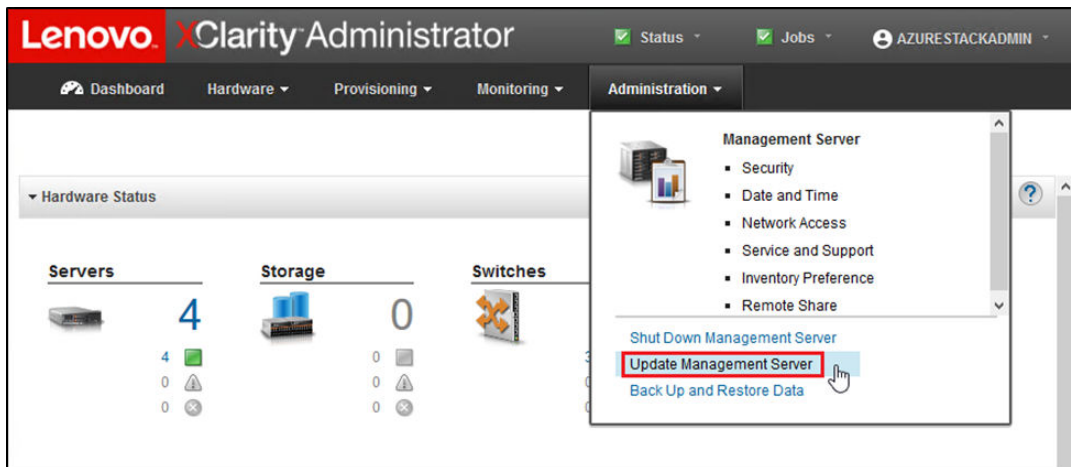 Lenovo. XClarity Administrator Status Jobs AZURESTACKADMIN
Dashboard Hardware Provisioning Monitoring Administration
Management Server
Security
Date and Time
Network Access
Service and Support
Inventory Preference
Remote Share
Shut Down Management Server
Update Management Server
Back Up and Restore Data
Hardware Status ?
Servers Storage Switches
4 0
4 0
0 0
0 0